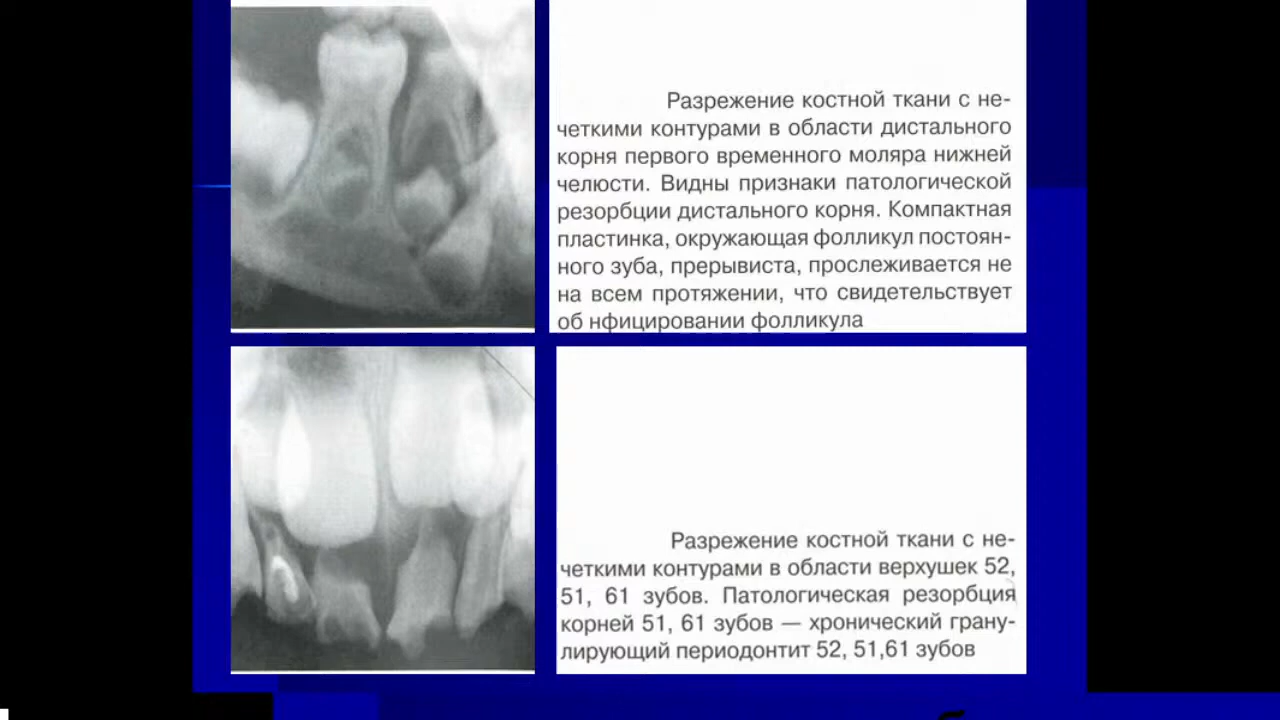 Разрежение костной ткани с не-
четкими контурами в области дистального
корня первого временного моляра нижней
челюсти. Видны признаки патологической
резорбции дистального корня. Компактная
пластинка, окружающая фолликул постоян-
ного зуба, прерывиста, прослеживается не
на всем протяжении, что свидетельствует
об нфицировании фолликула
Разрежение костной ткани с не-
четкими контурами в области верхушек 52,
51, 61 зубов. Патологическая резорбция
корней 51, 61 зубов — хронический грану-
лирующий периодонтит 52, 51,61 зубов